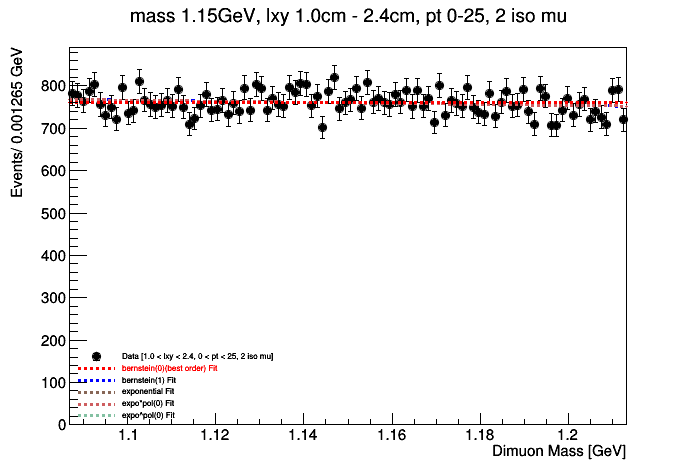 mass 1.15GeV, lxy 1.0cm - 2.4cm, pt 0-25, 2 iso mu
Events/ 0.001265 GeV
800
700
600
500
400
300
200
100
0
Data [1.0 < lxy < 2.4, 0 < pt < 25, 2 iso mu]
bernstein(0)(best order) Fit
bernstein(1) Fit
exponential Fit
expo*pol(0) Fit
expo^pol(0) Fit
1.1 1.12 1.14 1.16 1.18 1.2
Dimuon Mass [GeV]